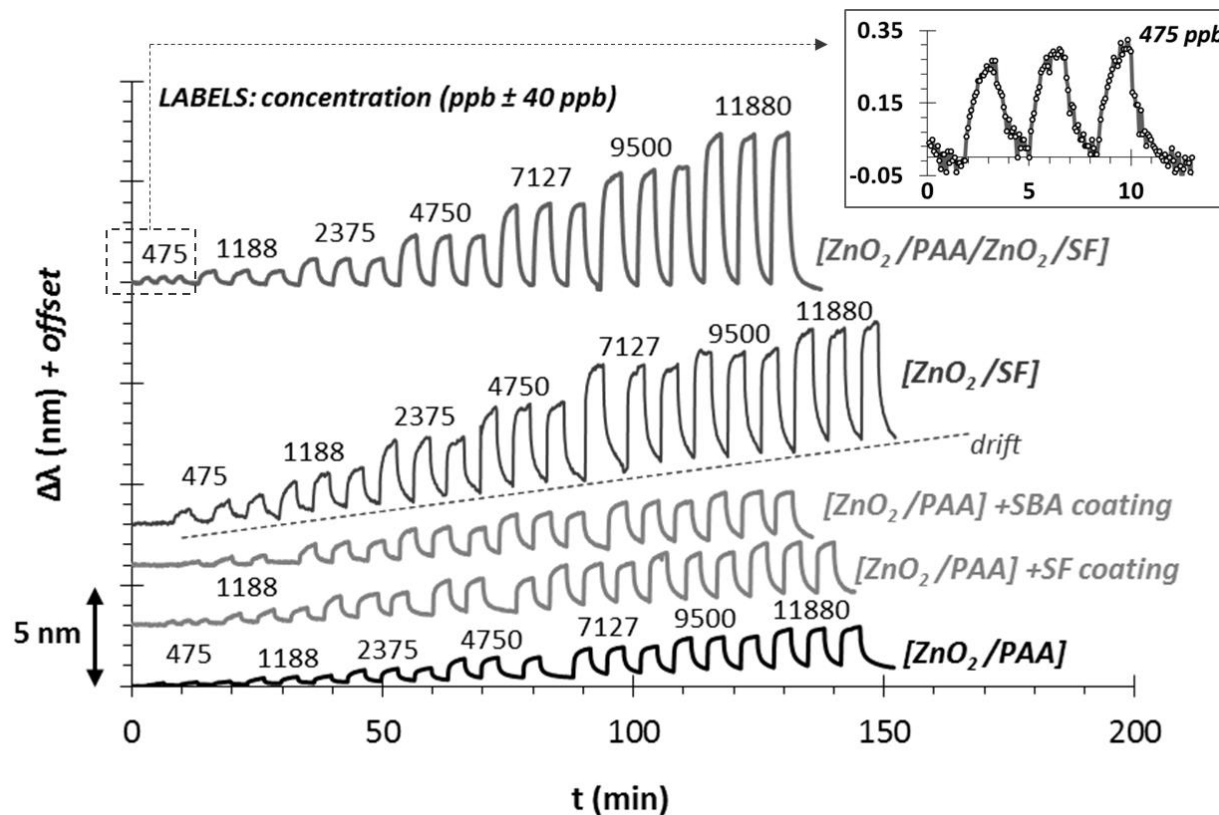 0.35
475 ppb
0.15
-0.05
0 5 10
LABELS: concentration (ppb ± 40 ppb)
475 1188 2375 4750 7127 9500 11880
[ZnO₂/PAA/ZnO₂/SF]
475 1188 2375 4750 7127 9500 11880
[ZnO₂/SF]
drift
[ZnO₂/PAA] +SBA coating
1188
[ZnO₂/PAA] +SF coating
475 1188 2375 4750 7127 9500 11880
[ZnO₂/PAA]
Δλ (nm) + offset
5 nm
0 50 100 150 200
t (min)